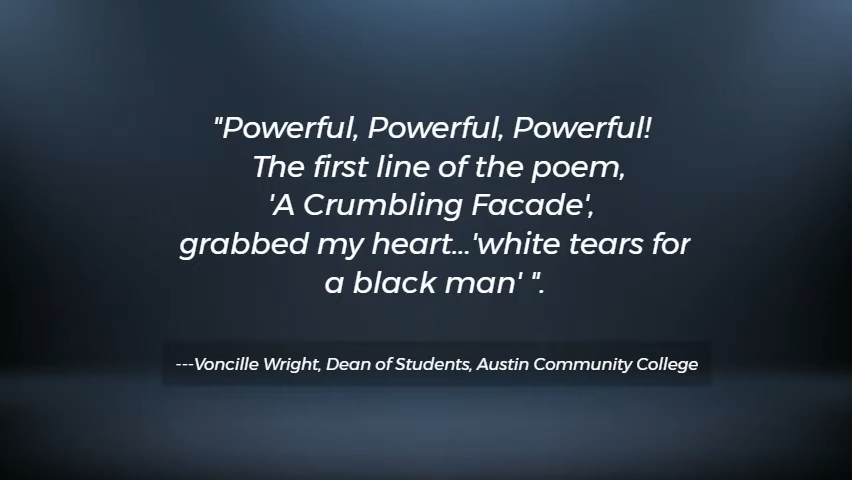 "Powerful, Powerful, Powerful!
The first line of the poem,
'A Crumbling Facade',
grabbed my heart...'white tears for
a black man' ".
---Voncille Wright, Dean of Students, Austin Community College